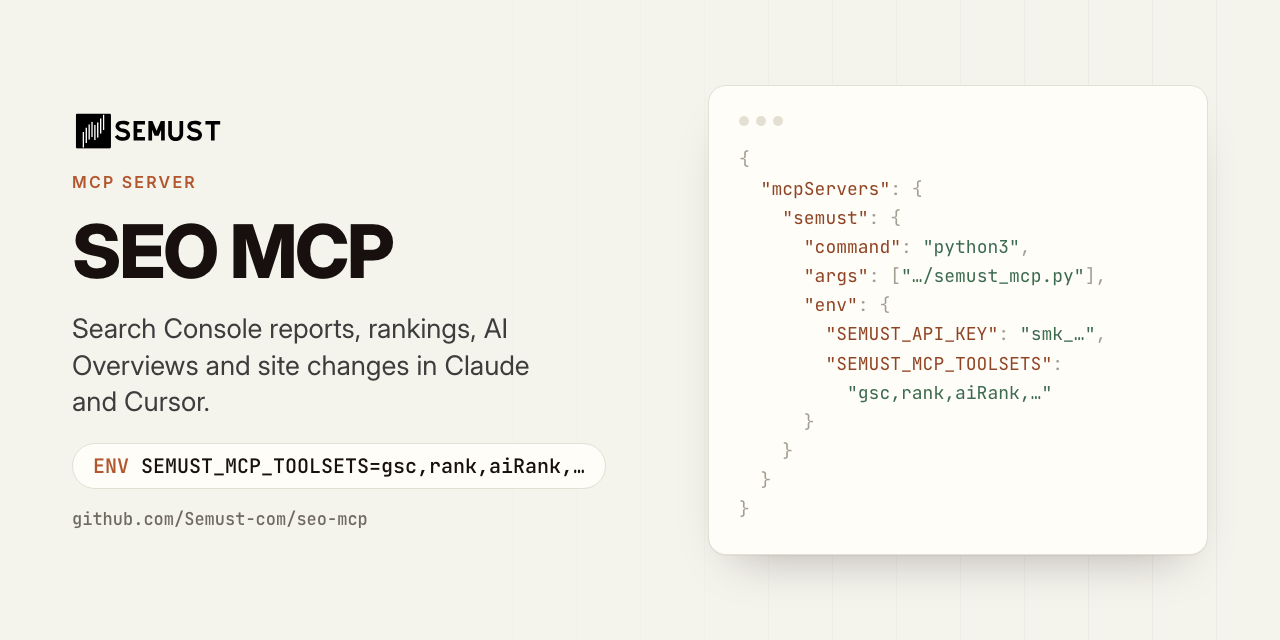 SEMUST
MCP SERVER
SEO MCP
Search Console reports, rankings, AI
Overviews and site changes in Claude
and Cursor.
ENV SEMUST_MCP_TOOLSETS=gsc,rank,aiRank,…
github.com/Semust-com/seo-mcp
{
  "mcpServers": {
    "semust": {
      "command": "python3",
      "args": ["…/semust_mcp.py"],
      "env": {
        "SEMUST_API_KEY": "smk_…",
        "SEMUST_MCP_TOOLSETS":
          "gsc,rank,aiRank,…"
      }
    }
  }
}